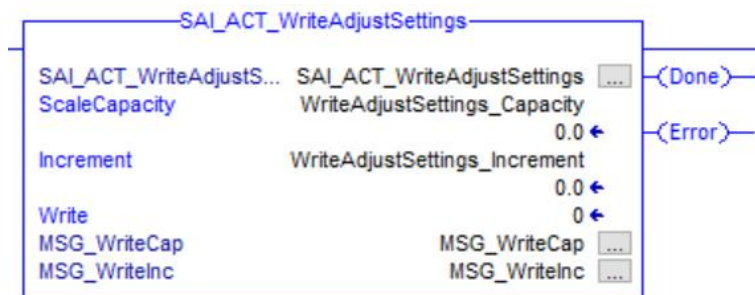 SAI_ACT_WriteAdjustSettings
SAI_ACT_WriteAdjustS... SAI_ACT_WriteAdjustSettings ... (Done)
ScaleCapacity WriteAdjustSettings_Capacity
0.0 (Error)
Increment WriteAdjustSettings_Increment
0.0
Write 0
MSG_WriteCap MSG_WriteCap ...
MSG_WriteInc MSG_WriteInc ...